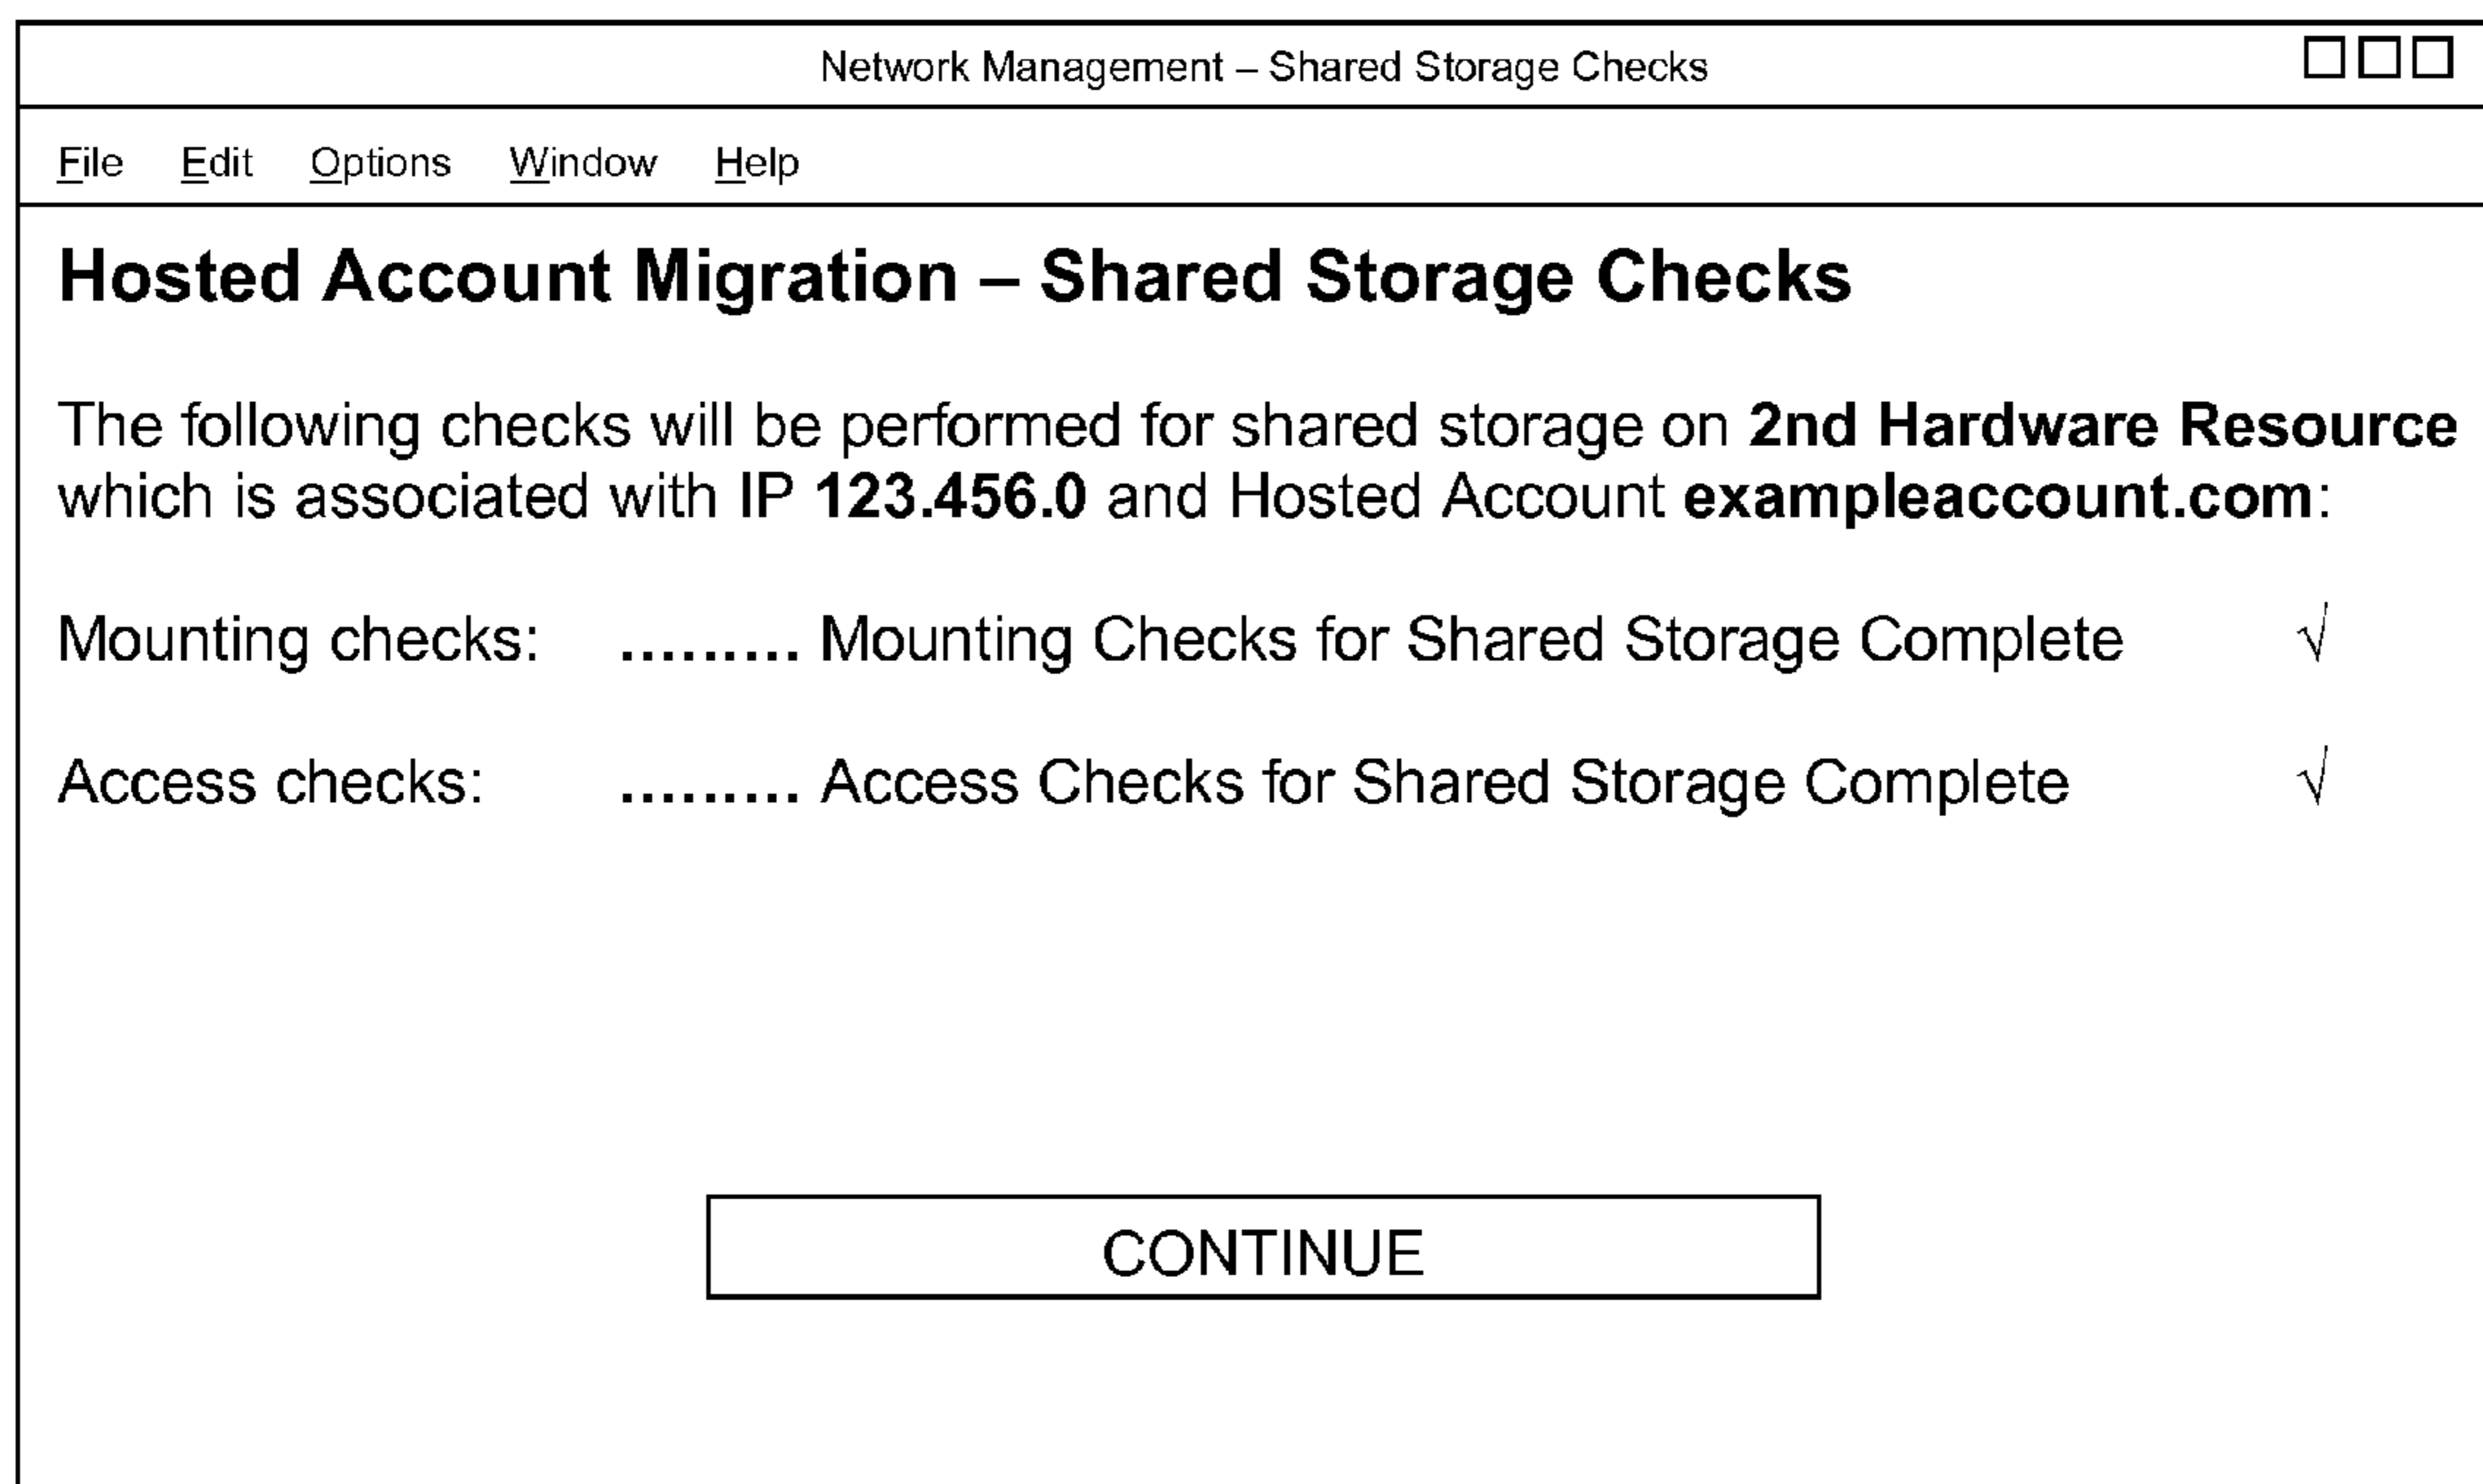 Network Management – Shared Storage Checks
File Edit Options Window Help
Hosted Account Migration – Shared Storage Checks
The following checks will be performed for shared storage on 2nd Hardware Resource
which is associated with IP 123.456.0 and Hosted Account exampleaccount.com:
Mounting checks: ......... Mounting Checks for Shared Storage Complete √
Access checks: ......... Access Checks for Shared Storage Complete √
CONTINUE